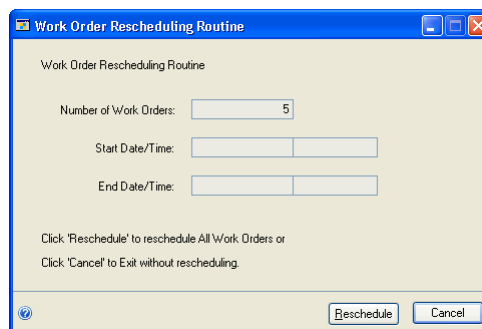 Work Order Rescheduling Routine
Work Order Rescheduling Routine
Number of Work Orders: 5
Start Date/Time:
End Date/Time:
Click 'Reschedule' to reschedule All Work Orders or
Click 'Cancel' to Exit without rescheduling.
Reschedule Cancel